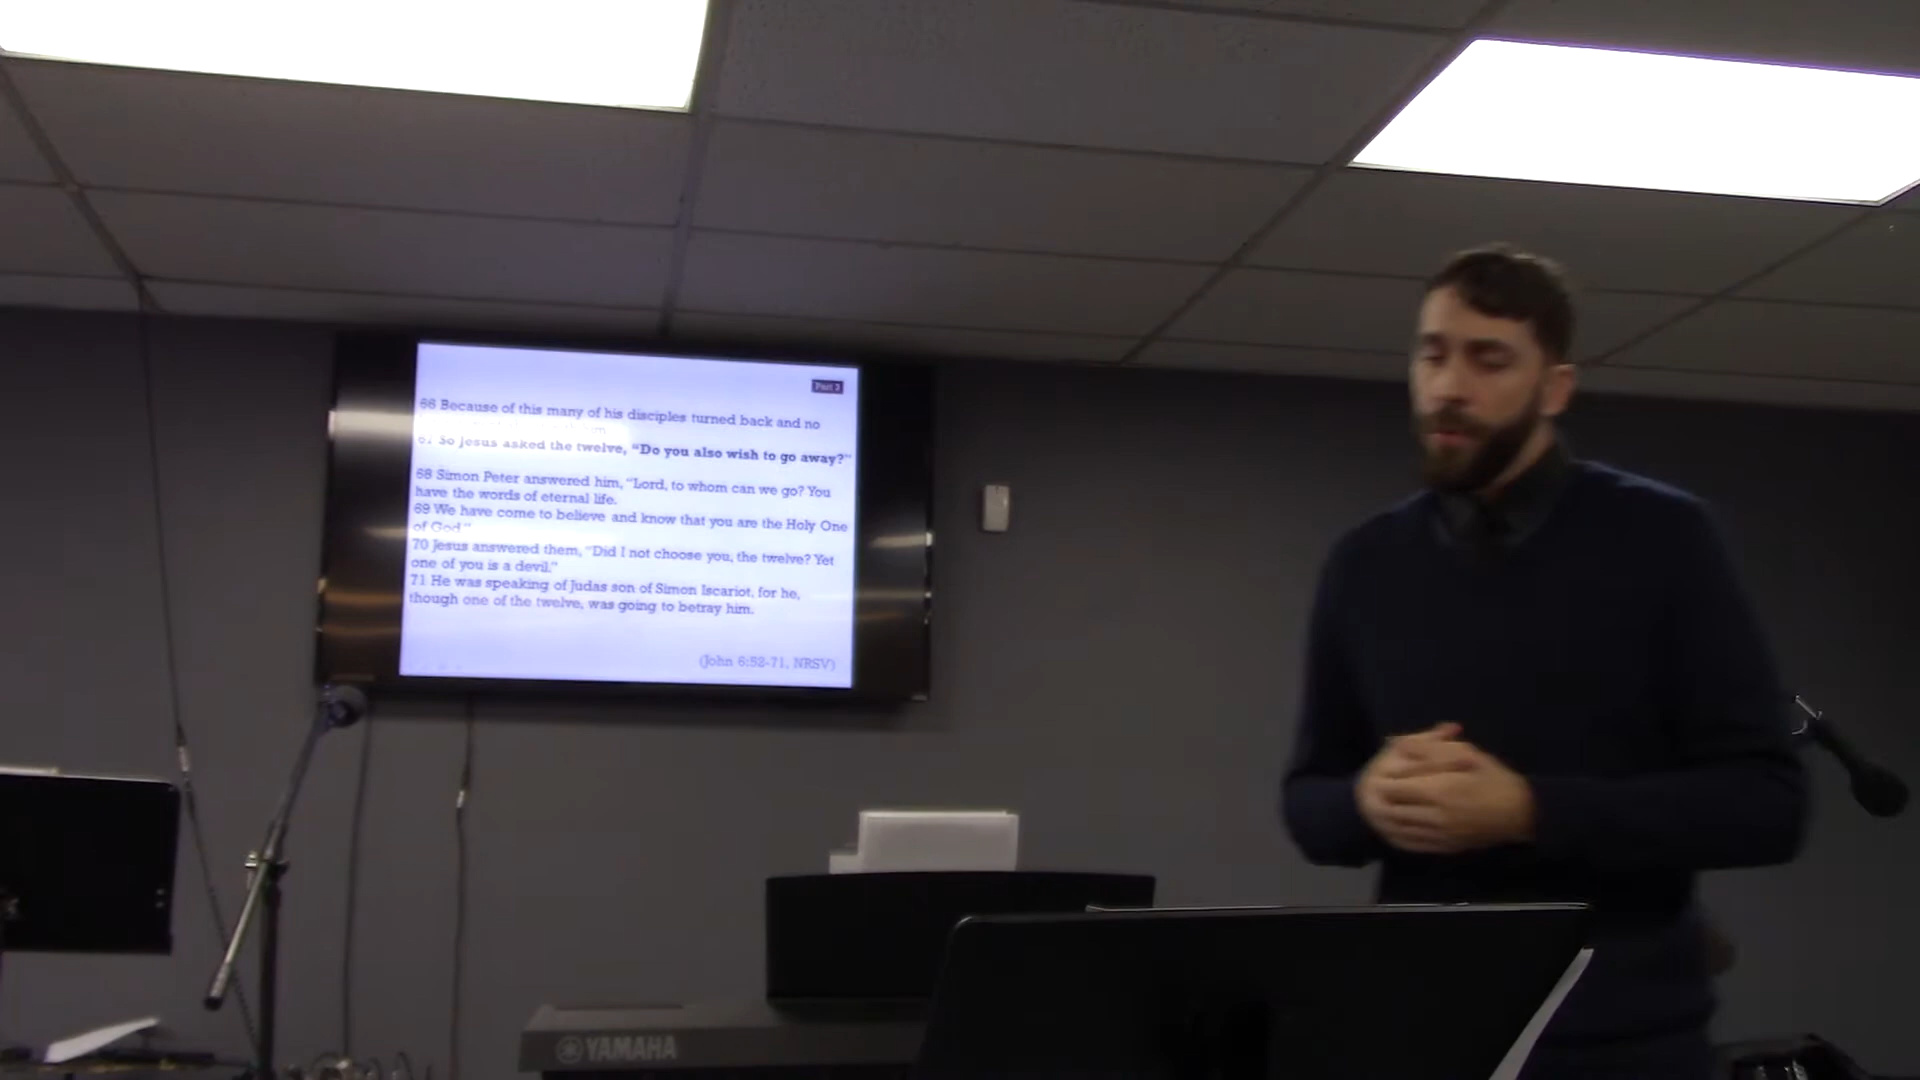 Part 3
66 Because of this many of his disciples turned back and no
67 So Jesus asked the twelve, “Do you also wish to go away?”
68 Simon Peter answered him, “Lord, to whom can we go? You
have the words of eternal life.
69 We have come to believe and know that you are the Holy One
of God.”
70 Jesus answered them, “Did I not choose you, the twelve? Yet
one of you is a devil.”
71 He was speaking of Judas son of Simon Iscariot, for he,
though one of the twelve, was going to betray him.
(John 6:52-71, NRSV)
YAMAHA